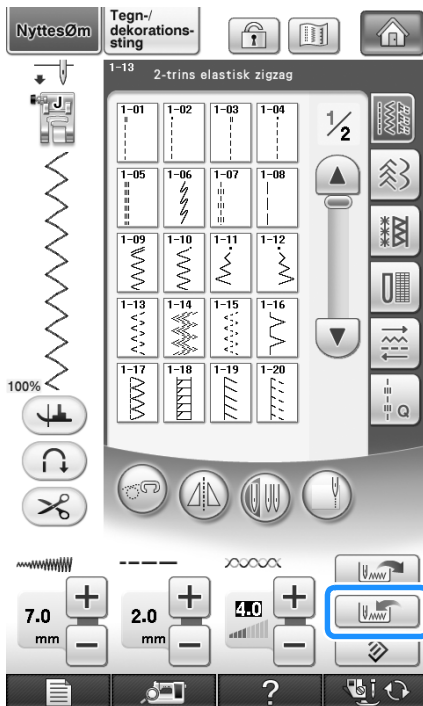 NyttesØm
Tegn-/
dekorations-
sting
1-13
2-trins elastisk zigzag
J
1-01 1-02 1-03 1-04
1/2
1-05 1-06 1-07 1-08
1-09 1-10 1-11 1-12
1-13 1-14 1-15 1-16
1-17 1-18 1-19 1-20
100%
Q
7.0
mm
2.0
mm
4.0
?
i